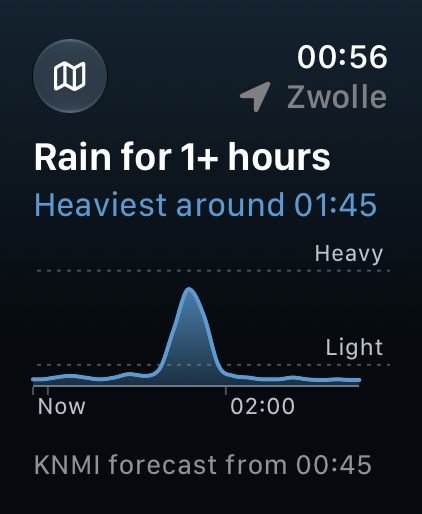 00:56
Zwolle
Rain for 1+ hours
Heaviest around 01:45
Heavy
Light
Now
02:00
KNMI forecast from 00:45